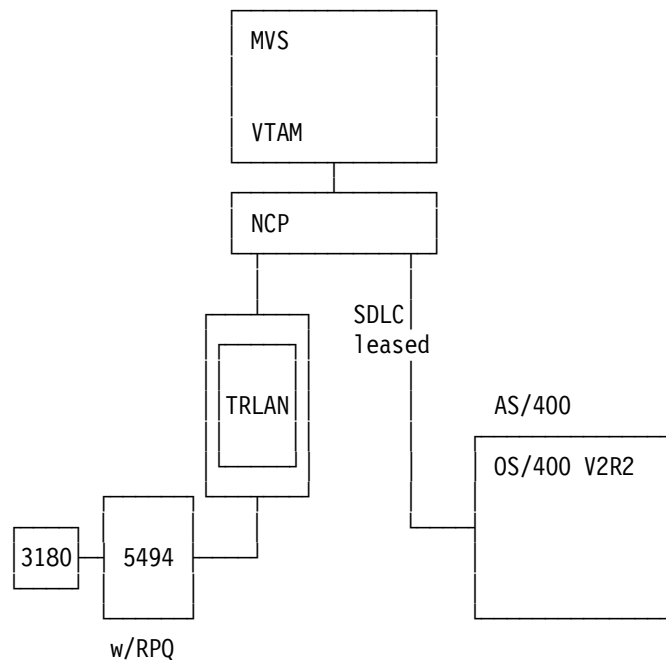 MVS
VTAM
NCP
SDLC
leased
TRLAN
AS/400
OS/400 V2R2
3180
5494
w/RPQ